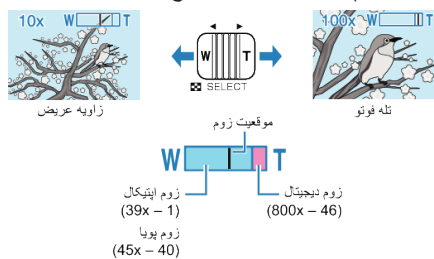 10x W T
W T
100x W T
SELECT
زاویه عریض
تله فوتو
موقعیت زوم
W T
زوم اپتیکال
(39x – 1)
زوم دیجیتال
(800x – 46)
زوم پویا
(45x – 40)